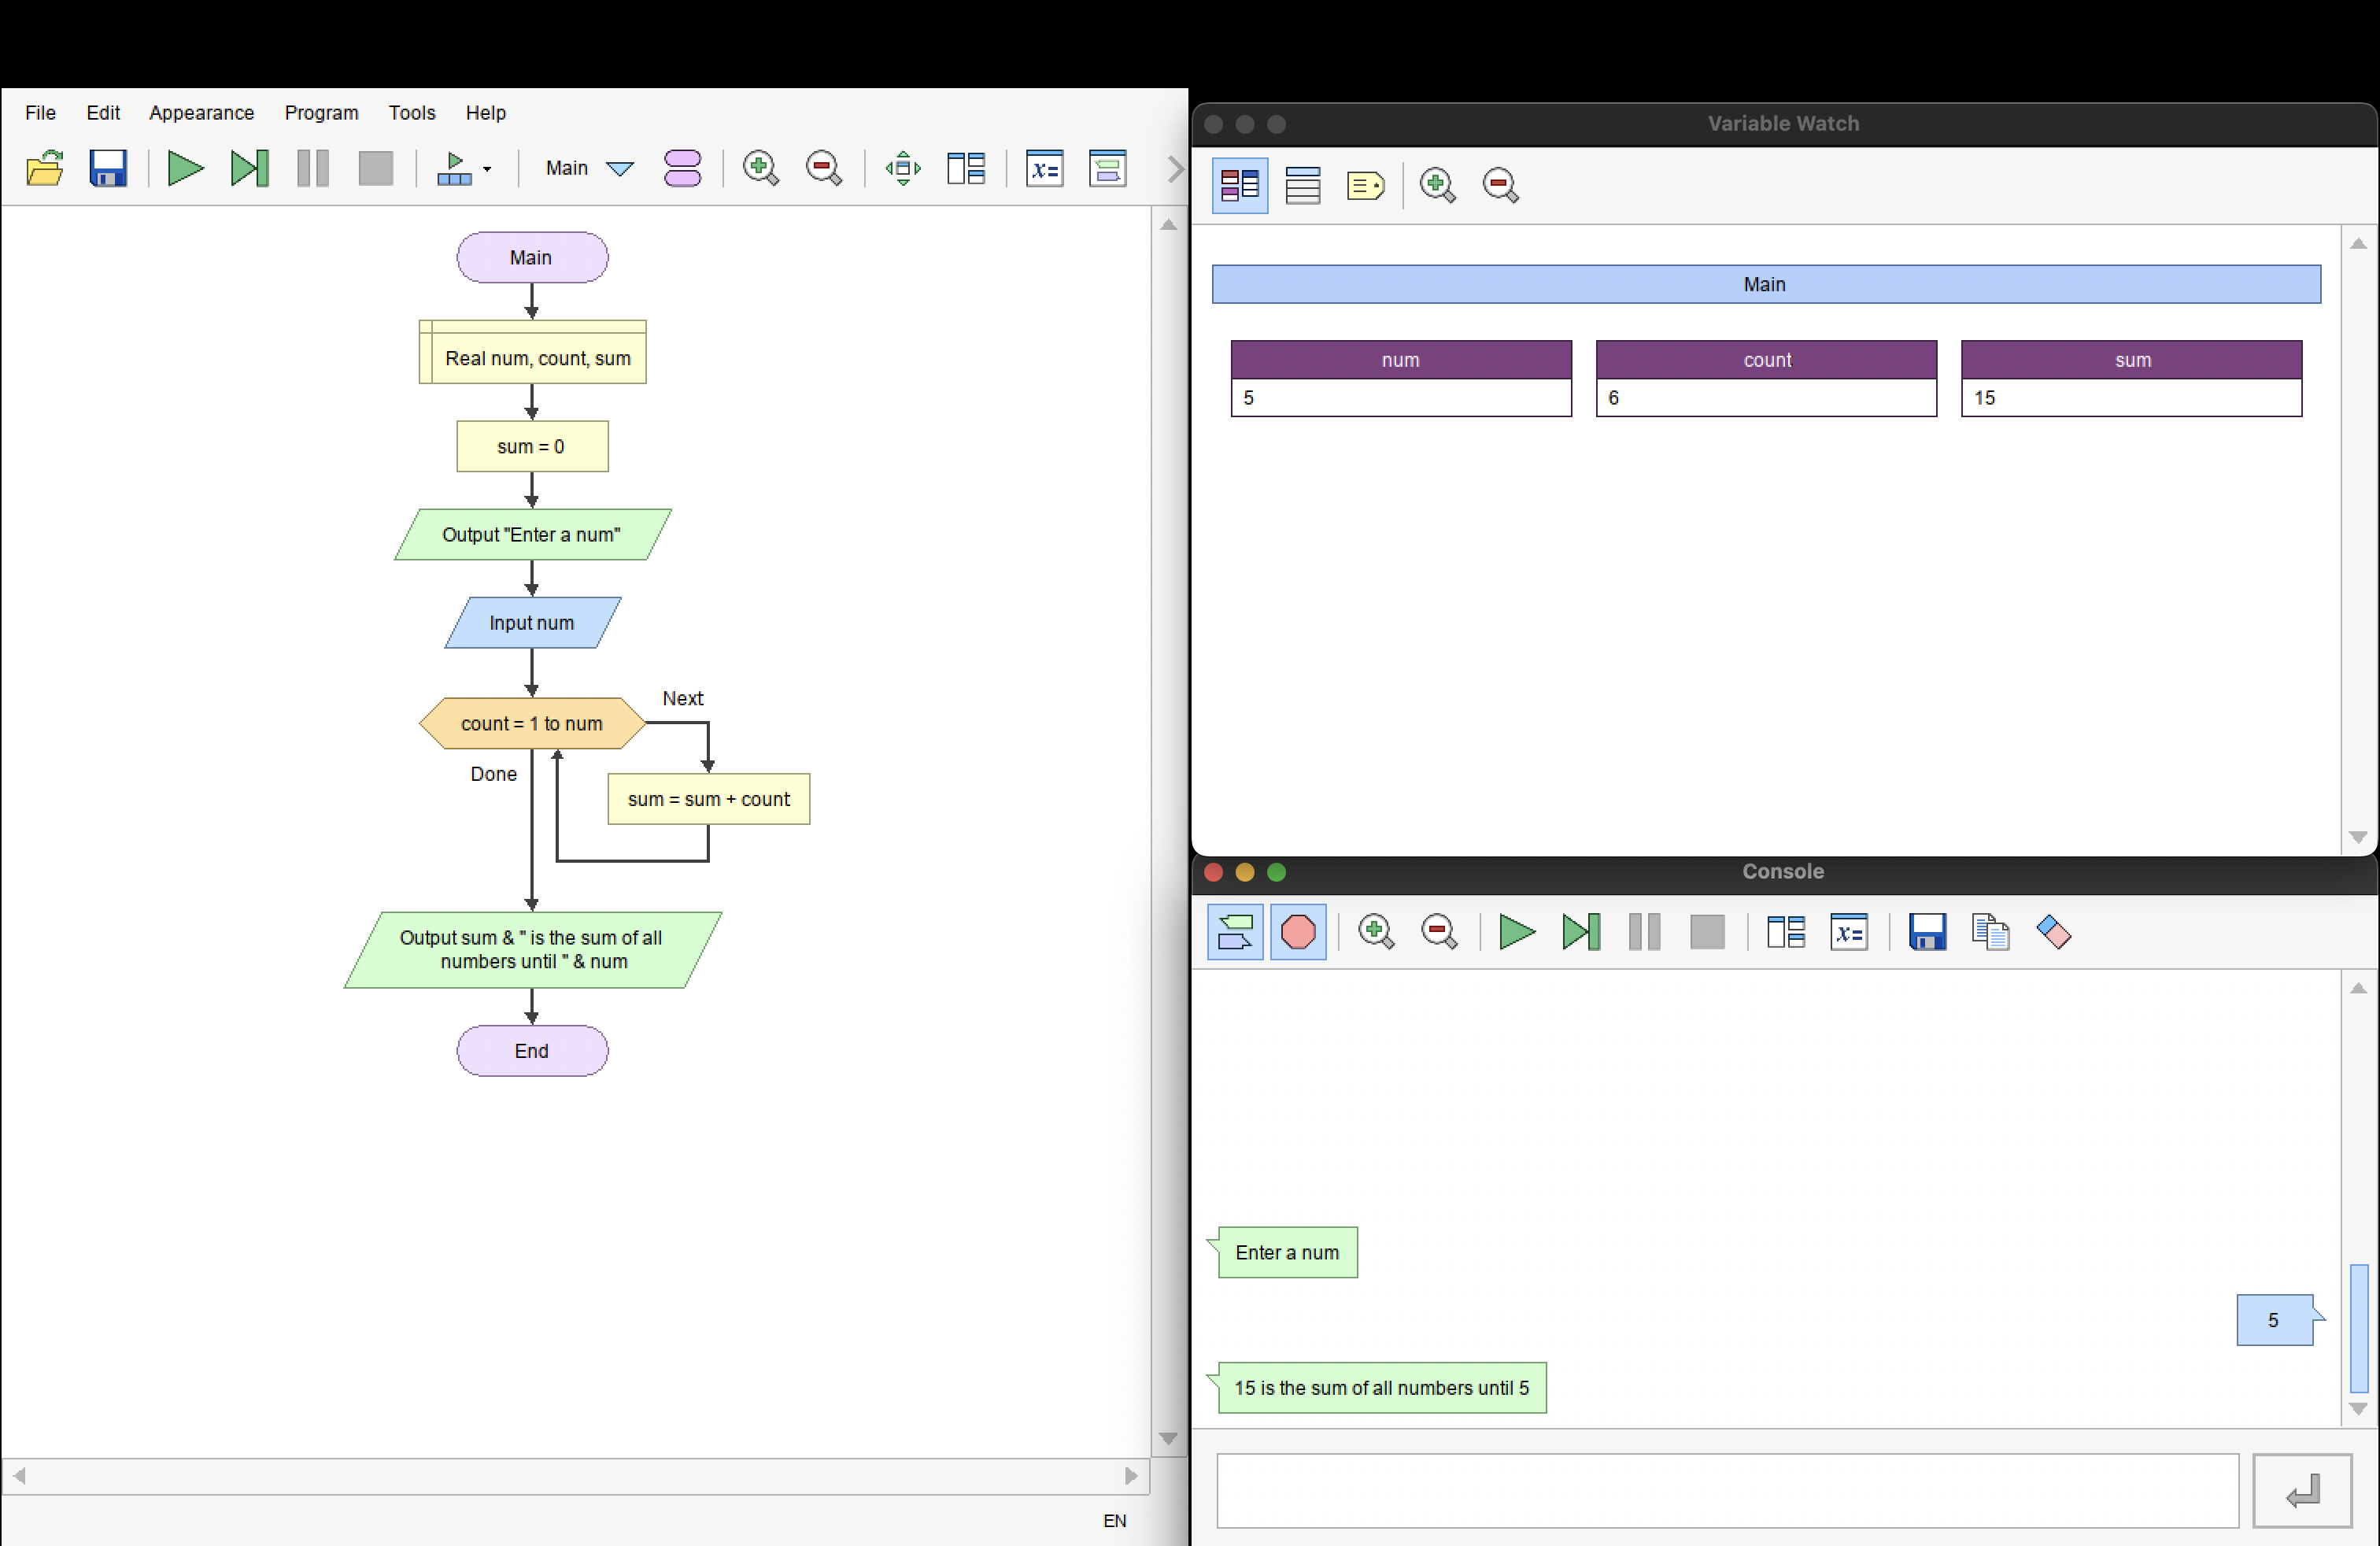 File Edit Appearance Program Tools Help
Main
x=
Main
Real num, count, sum
sum = 0
Output "Enter a num"
Input num
count = 1 to num
Next
Done
sum = sum + count
Output sum & " is the sum of all
numbers until " & num
End
EN
Variable Watch
Main
num count sum
5 6 15
Console
x=
Enter a num
5
15 is the sum of all numbers until 5